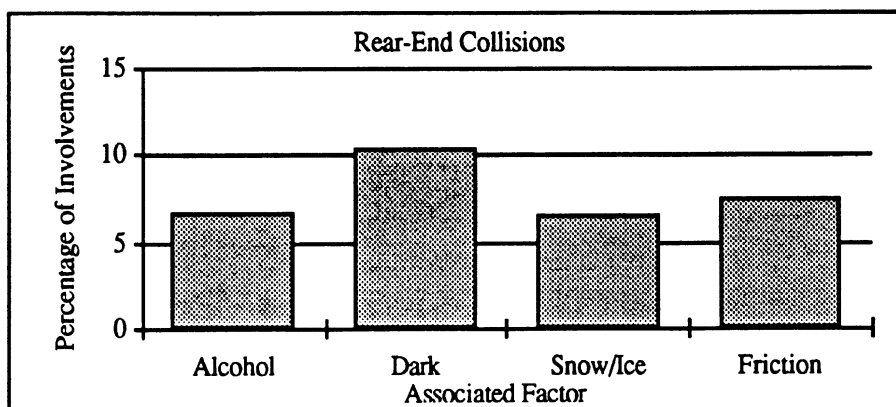 Rear-End Collisions
Percentage of Involvements
15
10
5
0
Alcohol Dark Snow/Ice Friction
Associated Factor